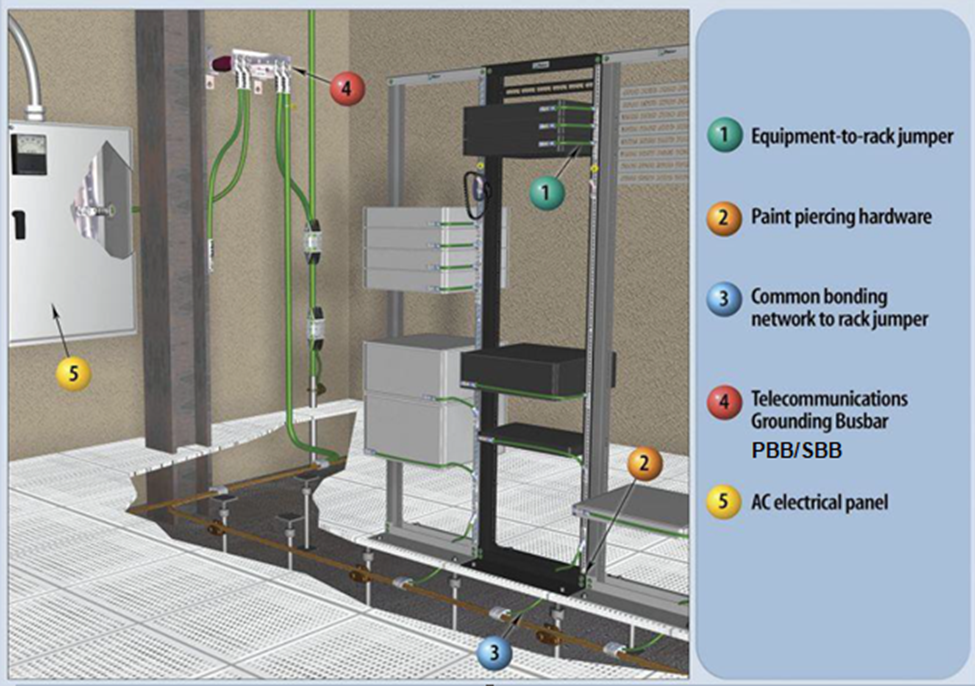 4
1
5
2
3
1 Equipment-to-rack jumper
2 Paint piercing hardware
3 Common bonding
network to rack jumper
4 Telecommunications
Grounding Busbar
PBB/SBB
5 AC electrical panel